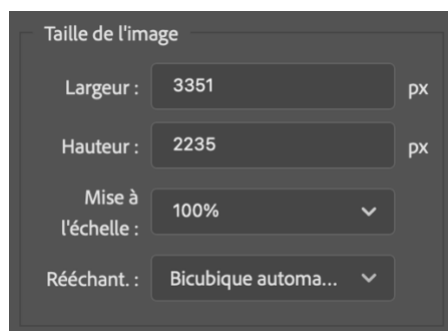 Taille de l'image
Largeur : 3351 px
Hauteur : 2235 px
Mise à
l'échelle : 100%
Rééchant. : Bicubique automa...